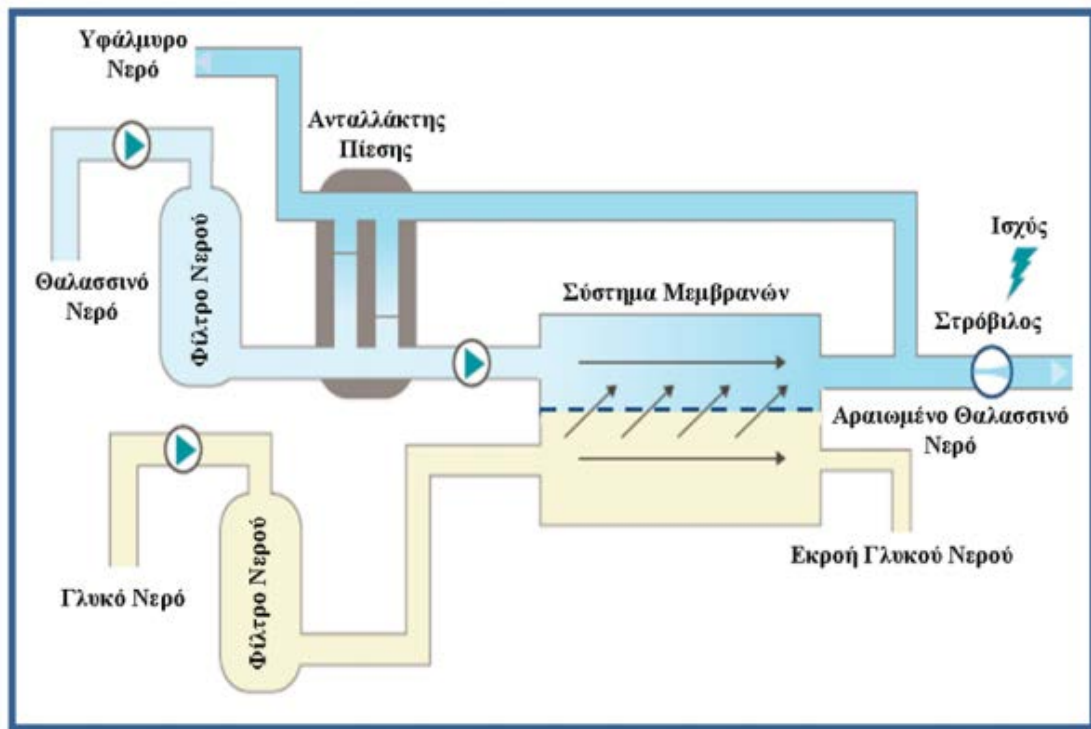 Υφάλμυρο
Νερό
Ανταλλάκτης
Πίεσης
Φίλτρο Νερού
Θαλασσινό
Νερό
Σύστημα Μεμβρανών
Ισχύς
Στρόβιλος
Αραιωμένο Θαλασσινό
Νερό
Γλυκό Νερό
Φίλτρο Νερού
Εκροή Γλυκού Νερού